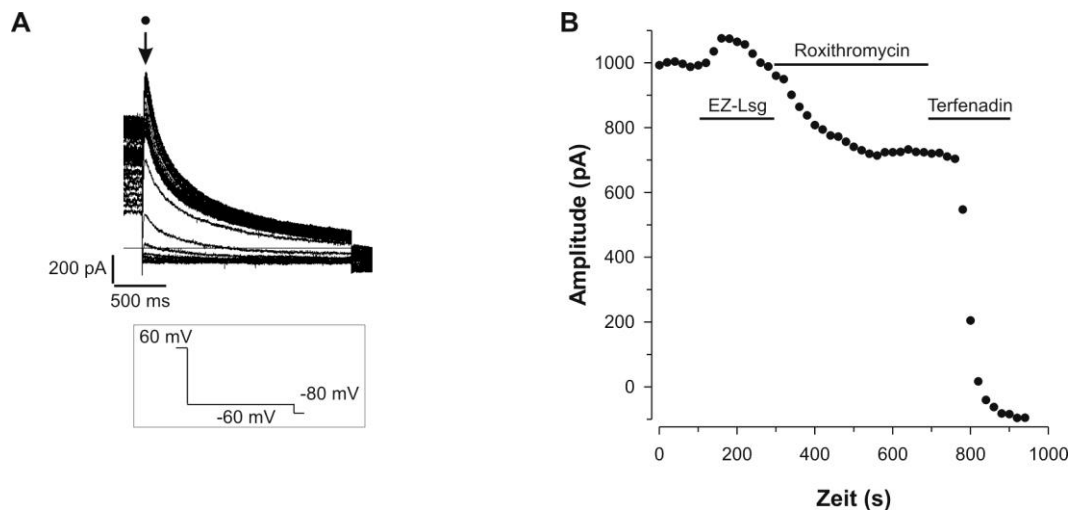 A
200 pA
500 ms
60 mV
-80 mV
-60 mV
B
Roxithromycin
EZ-Lsg
Terfenadin
1000
800
600
400
200
0
Amplitude (pA)
0
200
400
600
800
1000
Zeit (s)